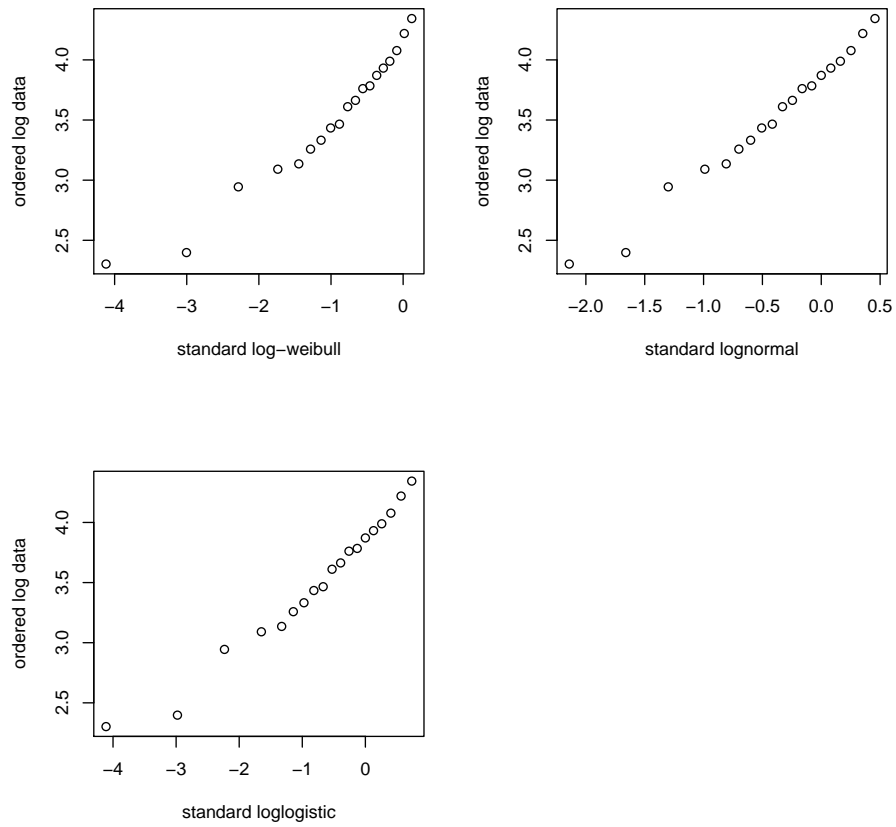 ordered log data
4.0
3.5
3.0
2.5
−4 −3 −2 −1 0
standard log−weibull
ordered log data
4.0
3.5
3.0
2.5
−2.0 −1.5 −1.0 −0.5 0.0 0.5
standard lognormal
ordered log data
4.0
3.5
3.0
2.5
−4 −3 −2 −1 0
standard loglogistic